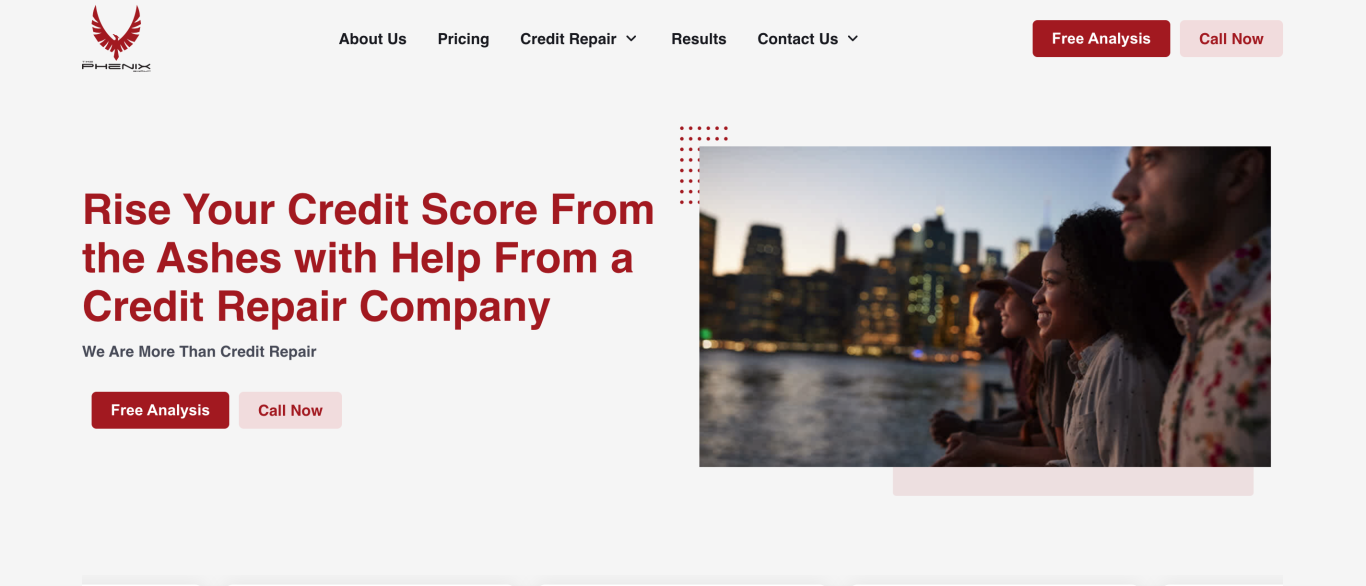 PHENIX
About Us
Pricing
Credit Repair
Results
Contact Us
Free Analysis
Call Now
Rise Your Credit Score From
the Ashes with Help From a
Credit Repair Company
We Are More Than Credit Repair
Free Analysis
Call Now